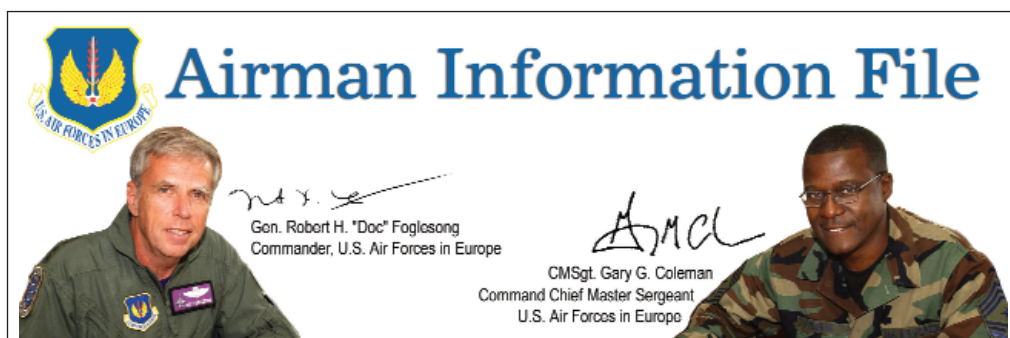 Airman Information File
U.S. AIR FORCES IN EUROPE
Gen. Robert H. "Doc" Foglesong
Commander, U.S. Air Forces in Europe
CMSgt. Gary G. Coleman
Command Chief Master Sergeant
U.S. Air Forces in Europe